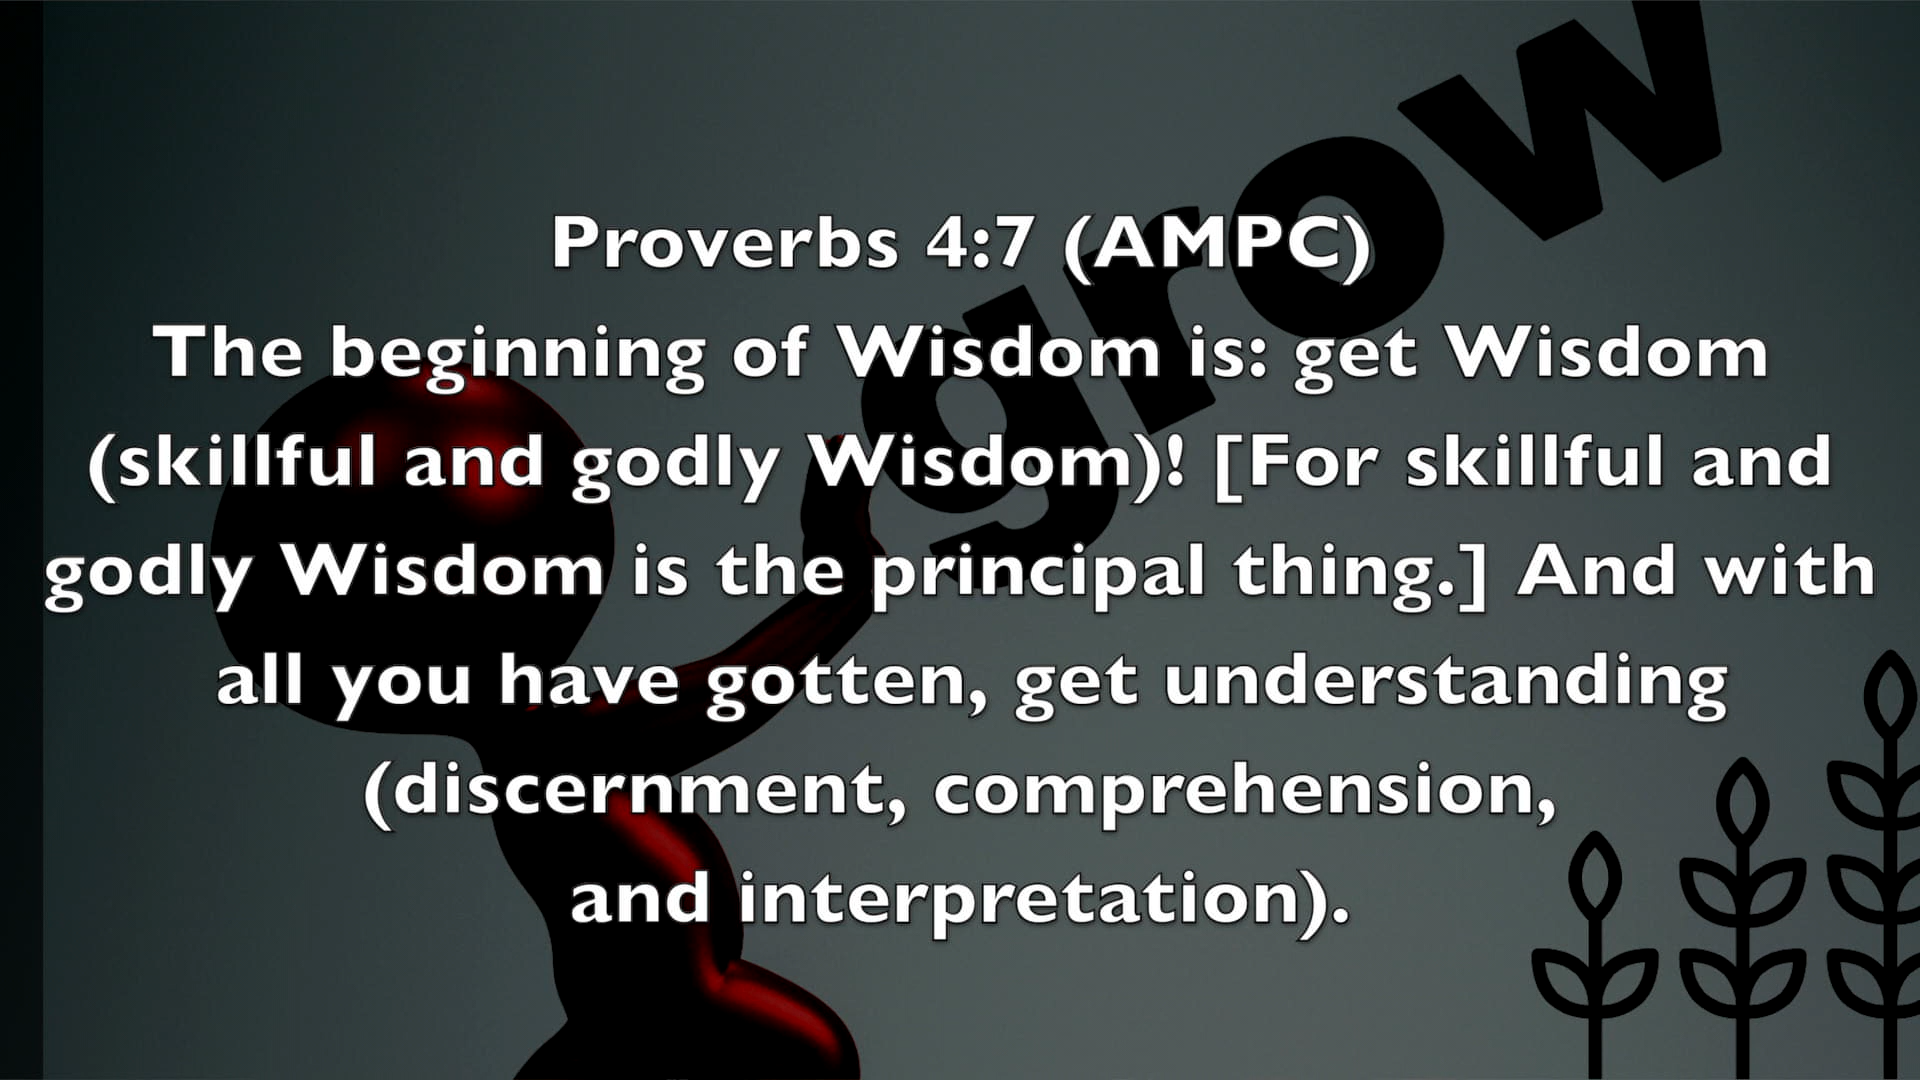 grow
Proverbs 4:7 (AMPC)
The beginning of Wisdom is: get Wisdom
(skillful and godly Wisdom)! [For skillful and
godly Wisdom is the principal thing.] And with
all you have gotten, get understanding
(discernment, comprehension,
and interpretation).